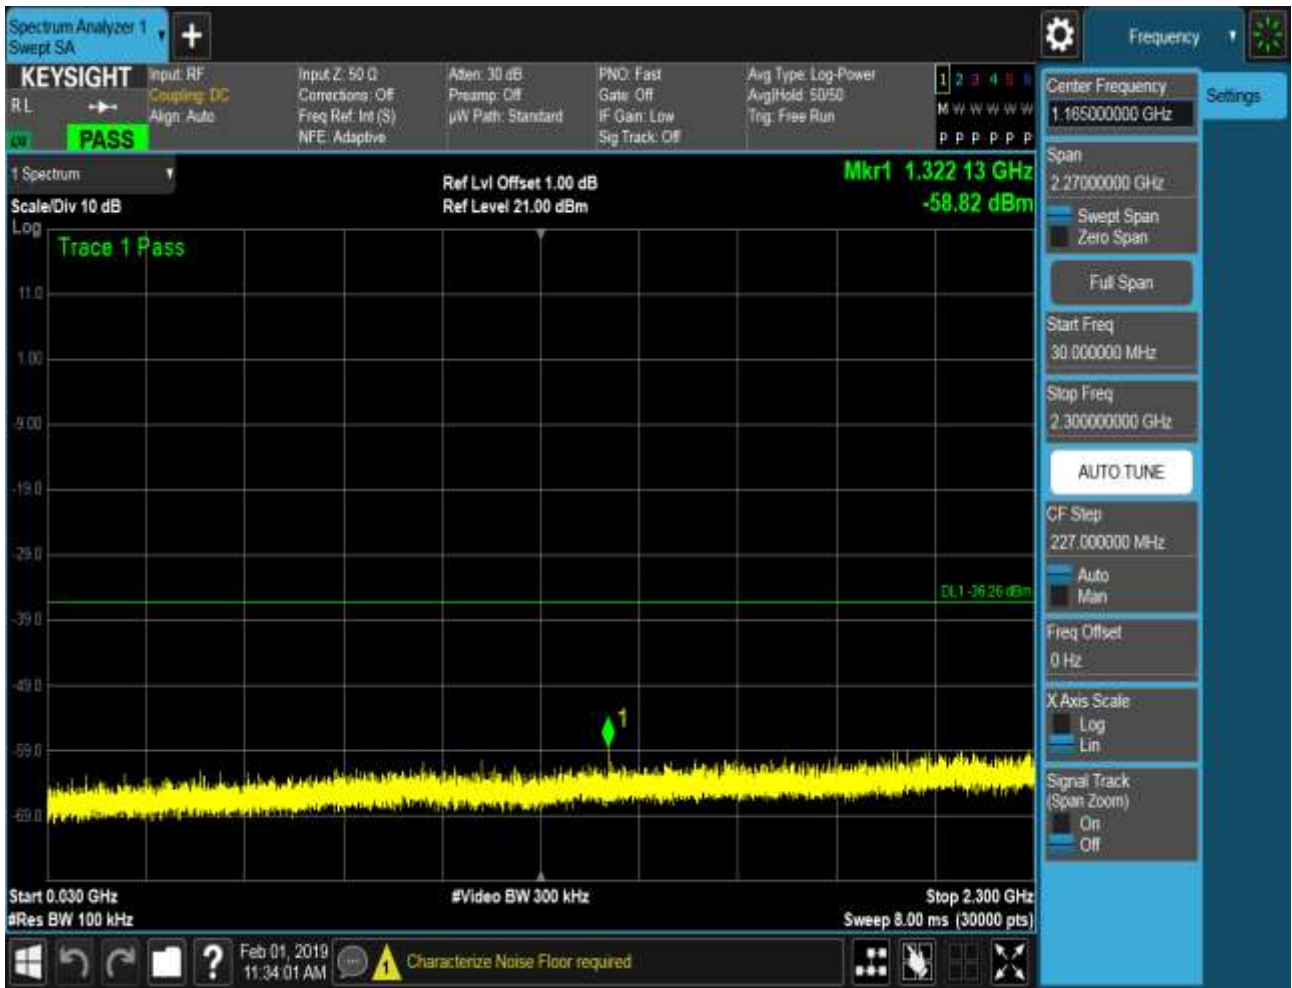 Spectrum Analyzer 1
Swept SA
+
Frequency
KEYSIGHT
R L
PASS
Input: RF
Coupling: DC
Align: Auto
Input Z: 50 Ω
Corrections: Off
Freq Ref: Int (S)
NFE: Adaptive
Atten: 30 dB
Preamp: Off
µW Path: Standard
PNO: Fast
Gate: Off
IF Gain: Low
Sig Track: Off
Avg Type: Log-Power
Avg|Hold: 50/50
Trig: Free Run
1 2 3 4 5 6
M W W W W W
P P P P P P
1 Spectrum
Scale/Div 10 dB
Ref Lvl Offset 1.00 dB
Ref Level 21.00 dBm
Mkr1 1.322 13 GHz
-58.82 dBm
Log
Trace 1 Pass
11.0
1.00
-9.00
-19.0
-29.0
DL1 -36.26 dBm
-39.0
-49.0
1
-59.0
-69.0
Start 0.030 GHz
#Video BW 300 kHz
Stop 2.300 GHz
#Res BW 100 kHz
Sweep 8.00 ms (30000 pts)
?
Feb 01, 2019
11:34:01 AM
1
Characterize Noise Floor required
Center Frequency
1.165000000 GHz
Settings
Span
2.27000000 GHz
Swept Span
Zero Span
Full Span
Start Freq
30.000000 MHz
Stop Freq
2.300000000 GHz
AUTO TUNE
CF Step
227.000000 MHz
Auto
Man
Freq Offset
0 Hz
X Axis Scale
Log
Lin
Signal Track
(Span Zoom)
On
Off